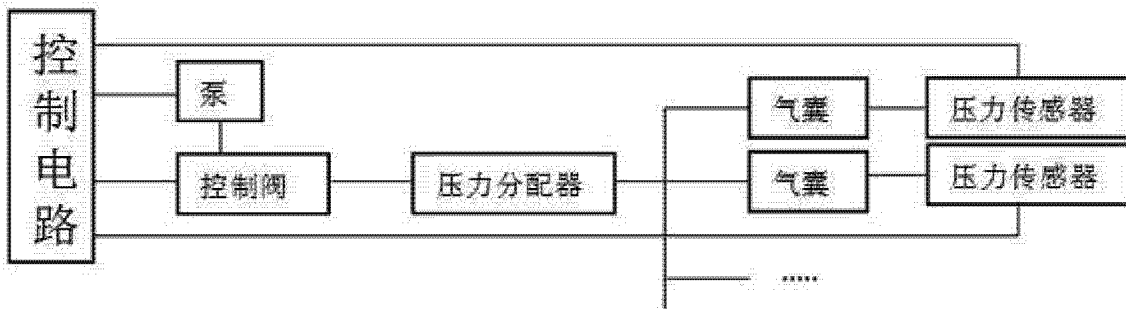 控制电路
泵
控制阀
压力分配器
气囊
压力传感器
气囊
压力传感器
.....